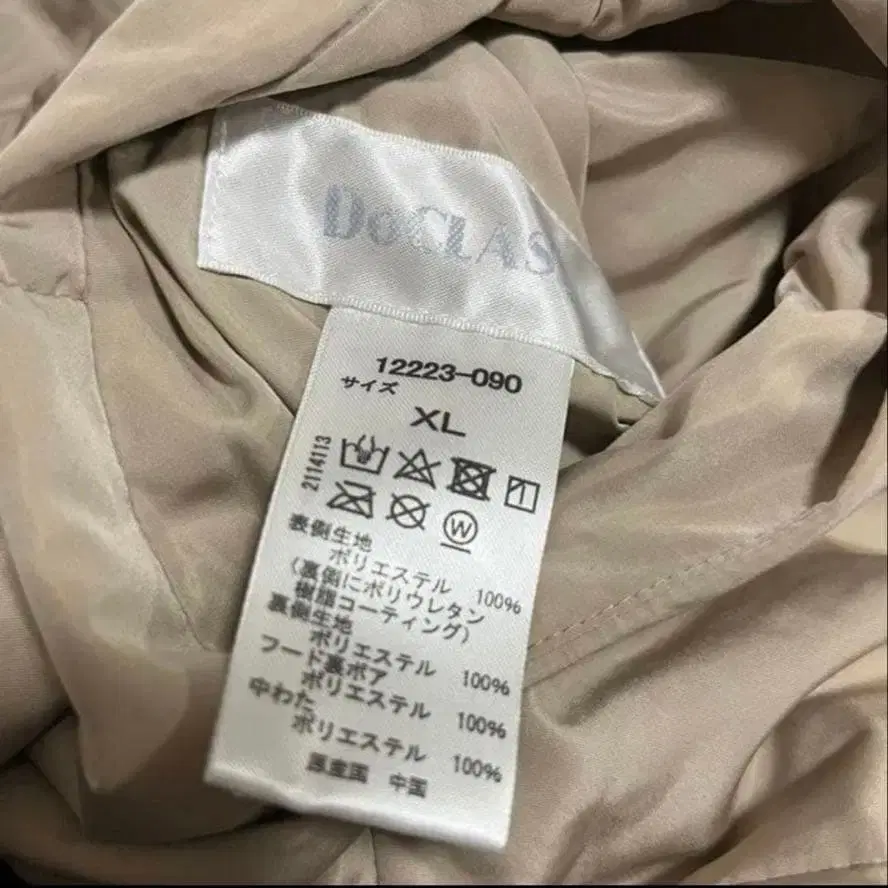 DoCLAS
12223-090
サイズ
XL
2114113
W
表側生地
ポリエステル 100%
(裏側にポリウレタン
樹脂コーティング)
裏側生地
ポリエステル 100%
フード裏ボア
ポリエステル 100%
中わた
ポリエステル 100%
原産国 中国